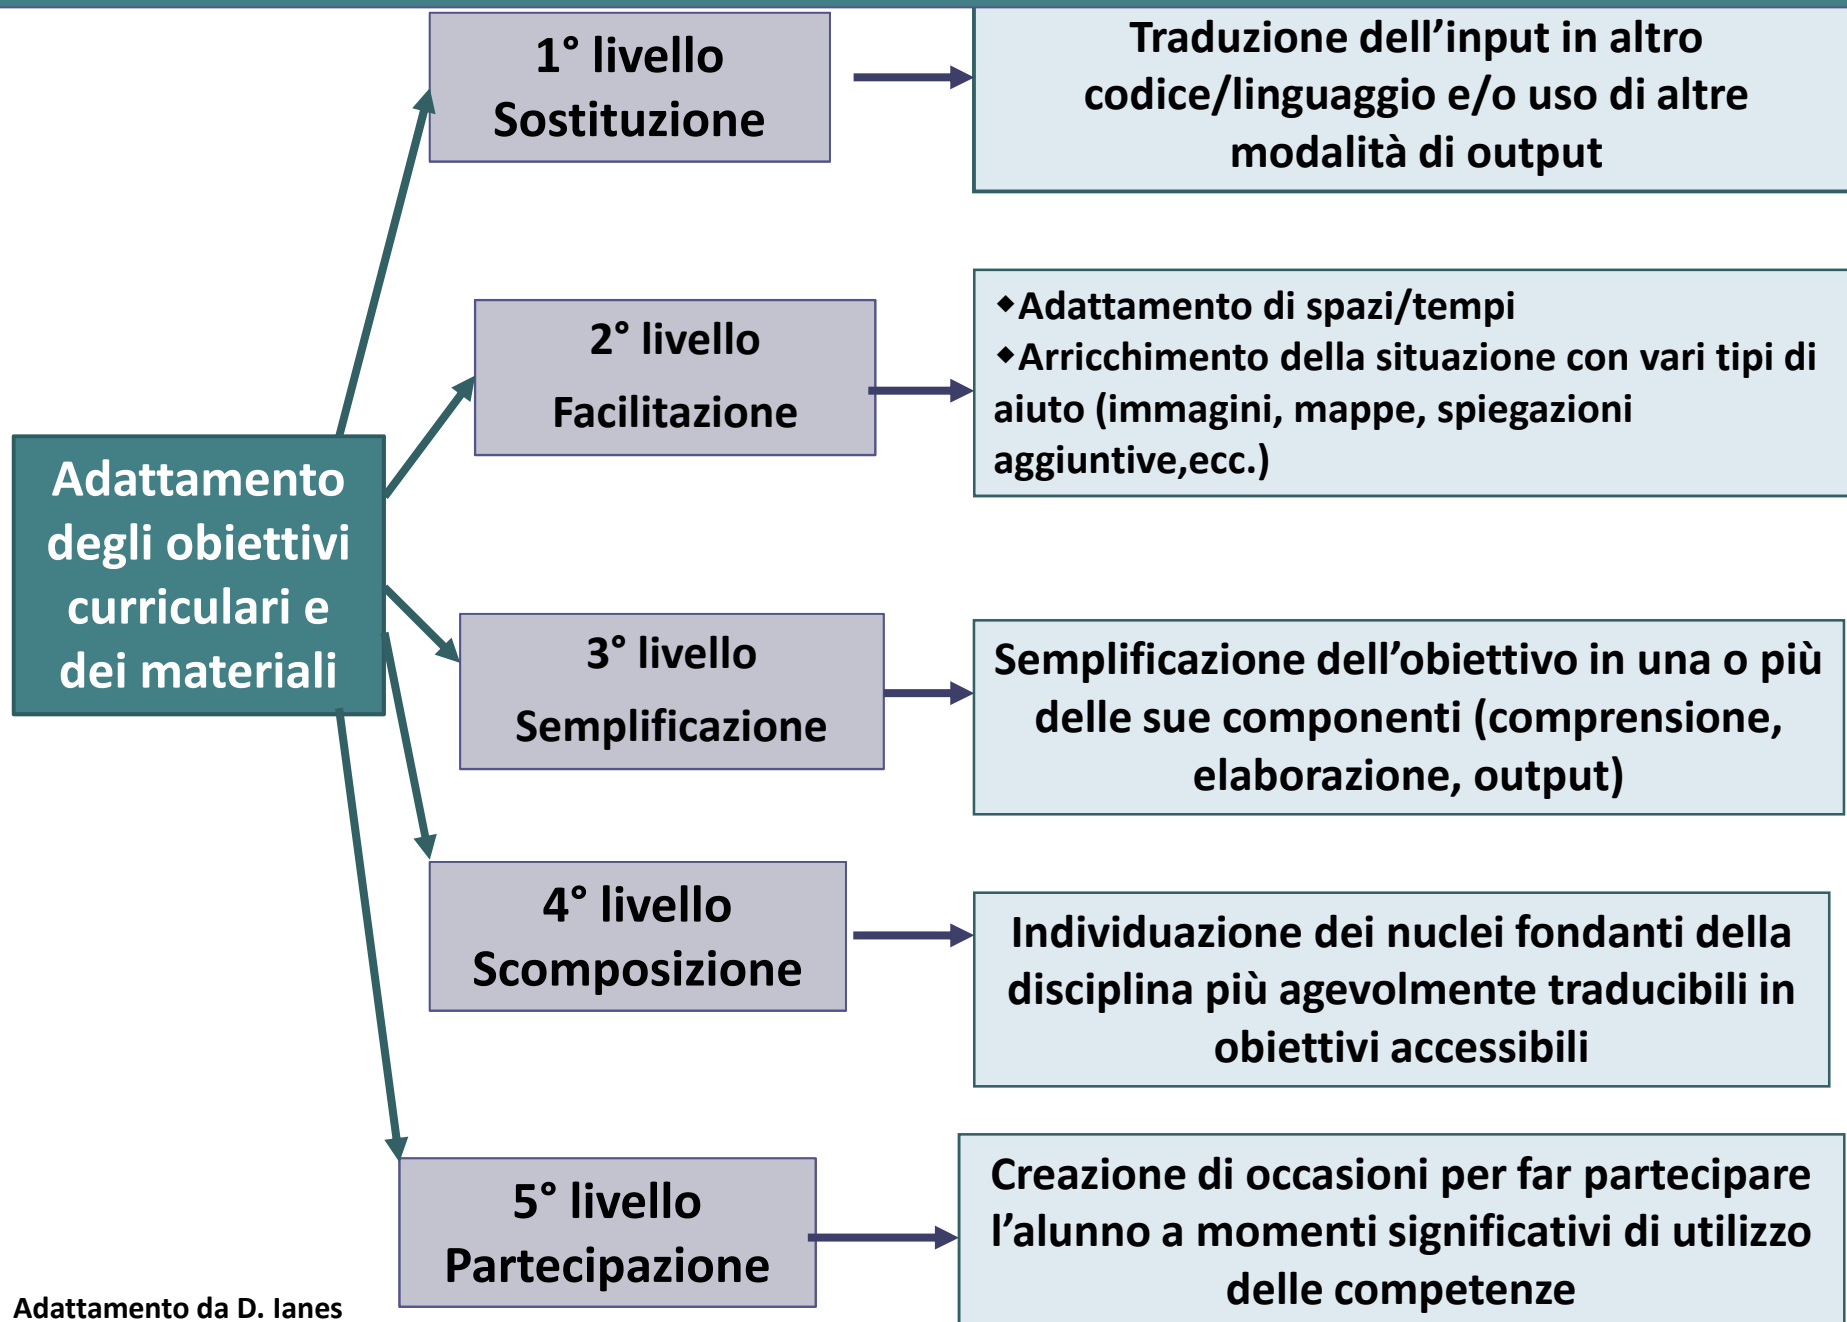 1° livello
Sostituzione
Traduzione dell’input in altro
codice/linguaggio e/o uso di altre
modalità di output
2° livello
Facilitazione
◆Adattamento di spazi/tempi
◆Arricchimento della situazione con vari tipi di
aiuto (immagini, mappe, spiegazioni
aggiuntive,ecc.)
Adattamento
degli obiettivi
curriculari e
dei materiali
3° livello
Semplificazione
Semplificazione dell’obiettivo in una o più
delle sue componenti (comprensione,
elaborazione, output)
4° livello
Scomposizione
Individuazione dei nuclei fondanti della
disciplina più agevolmente traducibili in
obiettivi accessibili
5° livello
Partecipazione
Creazione di occasioni per far partecipare
l’alunno a momenti significativi di utilizzo
delle competenze
Adattamento da D. Ianes